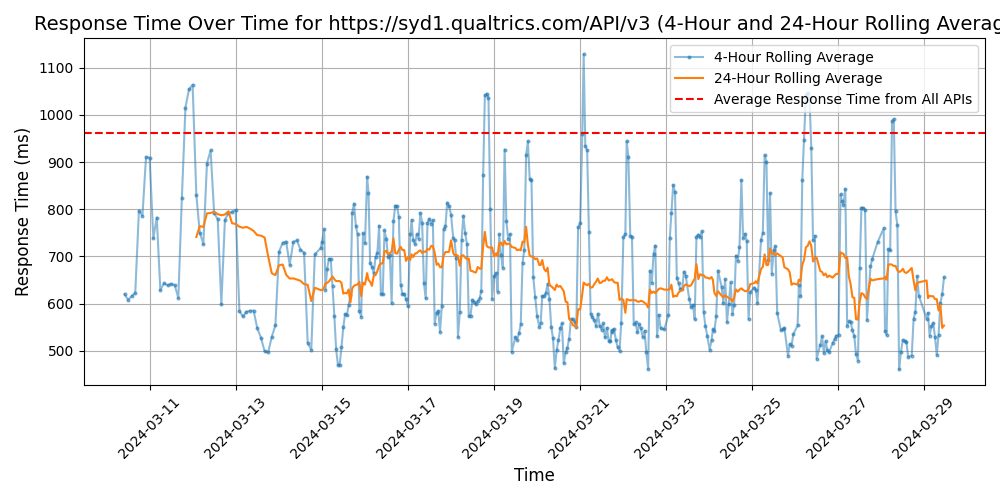 Response Time Over Time for https://syd1.qualtrics.com/API/v3 (4-Hour and 24-Hour Rolling Averag
4-Hour Rolling Average
24-Hour Rolling Average
Average Response Time from All APIs
Response Time (ms)
1100
1000
900
800
700
600
500
2024-03-11
2024-03-13
2024-03-15
2024-03-17
2024-03-19
2024-03-21
2024-03-23
2024-03-25
2024-03-27
2024-03-29
Time